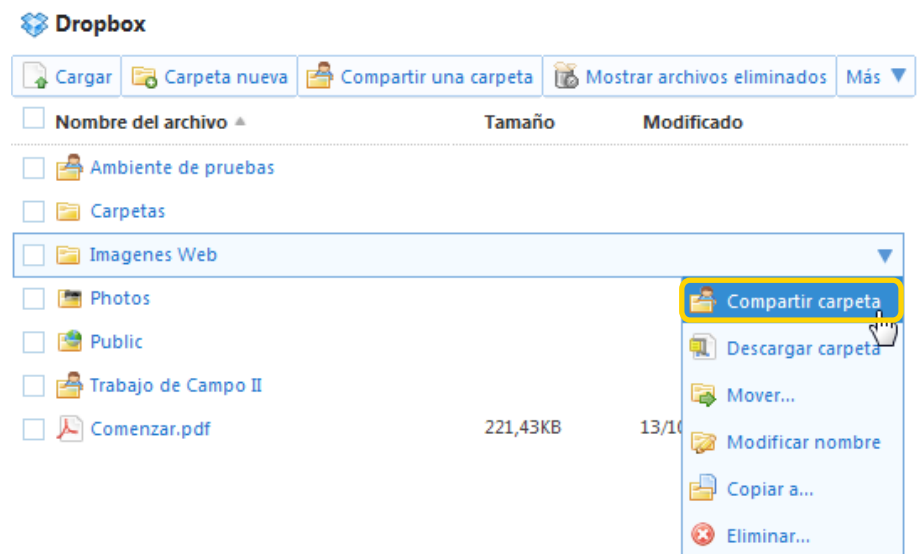 Dropbox
Cargar Carpeta nueva Compartir una carpeta Mostrar archivos eliminados Más
Nombre del archivo Tamaño Modificado
Ambiente de pruebas
Carpetas
Imagenes Web
Photos
Compartir carpeta
Public
Descargar carpeta
Trabajo de Campo II
Mover...
Comenzar.pdf 221,43KB
Modificar nombre
Copiar a...
Eliminar...